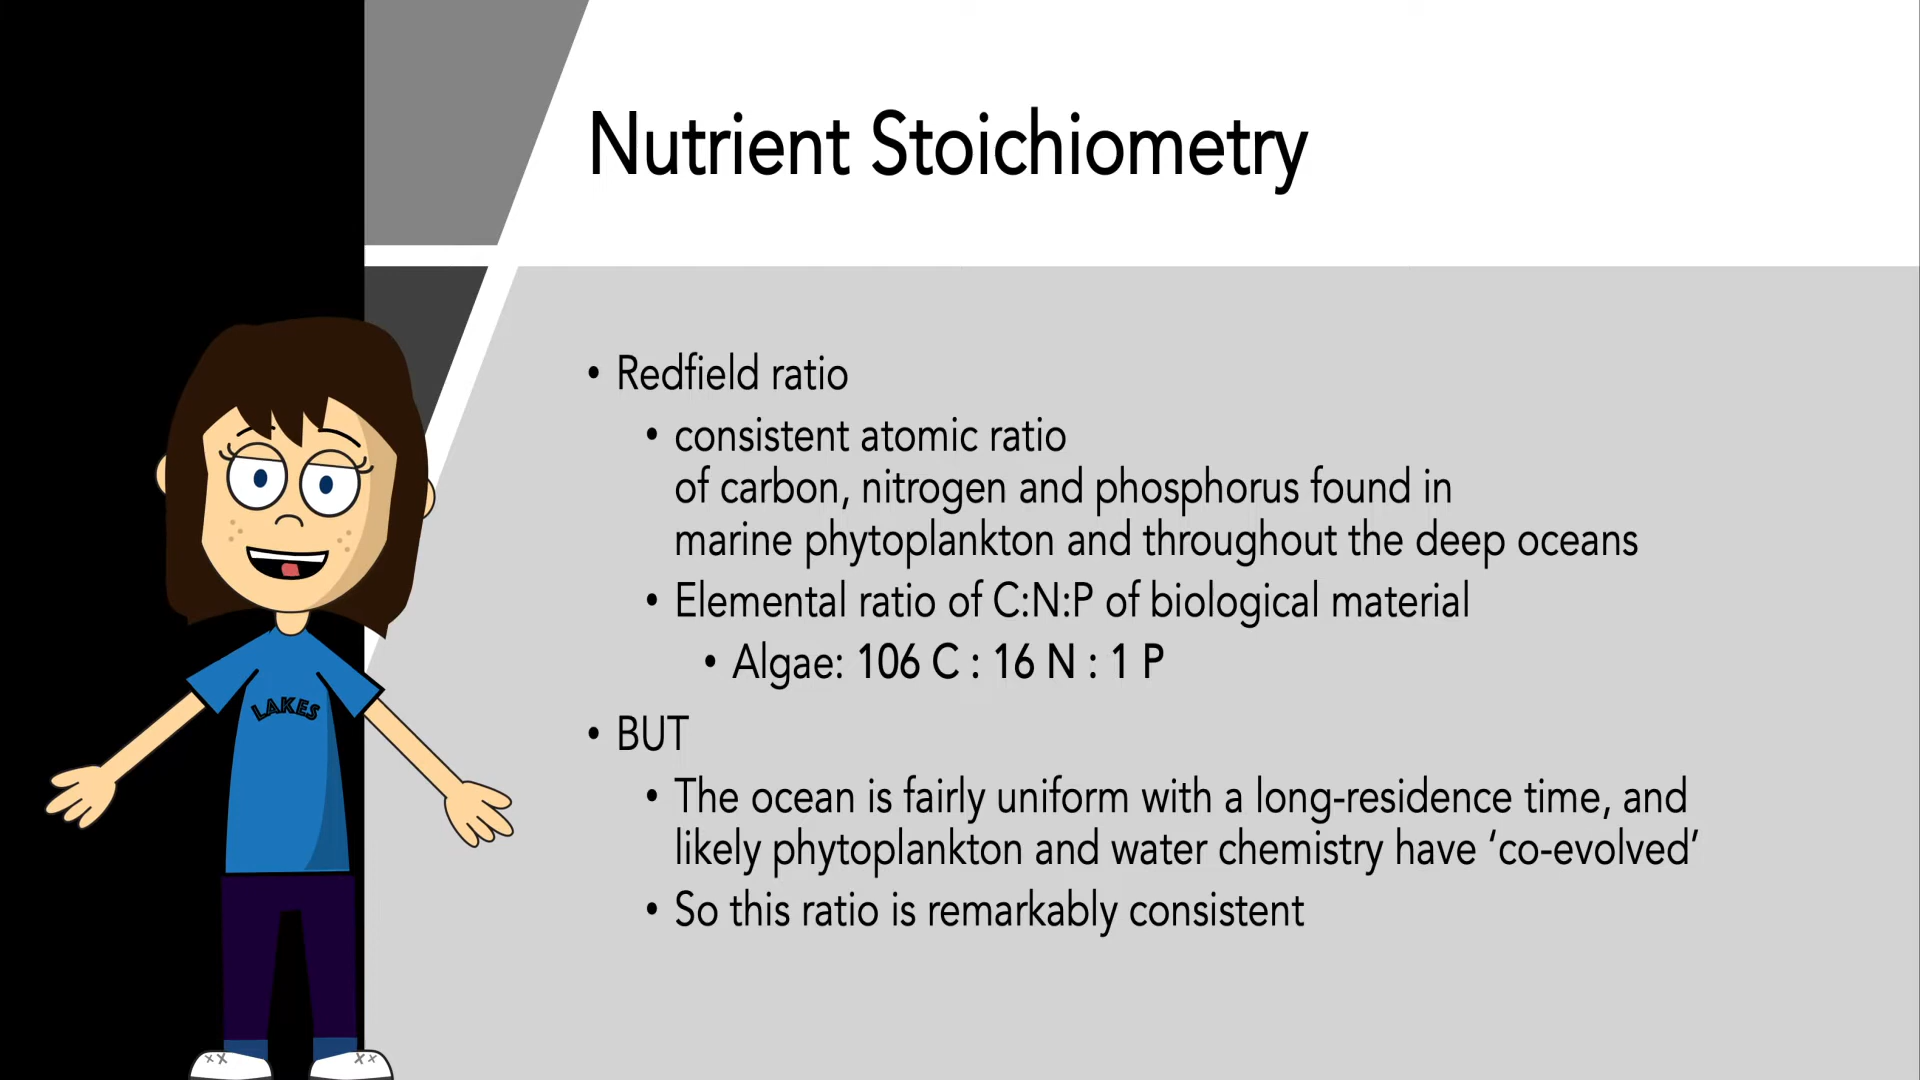 Nutrient Stoichiometry
• Redfield ratio
• consistent atomic ratio
of carbon, nitrogen and phosphorus found in
marine phytoplankton and throughout the deep oceans
• Elemental ratio of C:N:P of biological material
• Algae: 106 C : 16 N : 1 P
• BUT
• The ocean is fairly uniform with a long-residence time, and
likely phytoplankton and water chemistry have ‘co-evolved’
• So this ratio is remarkably consistent
LAKES